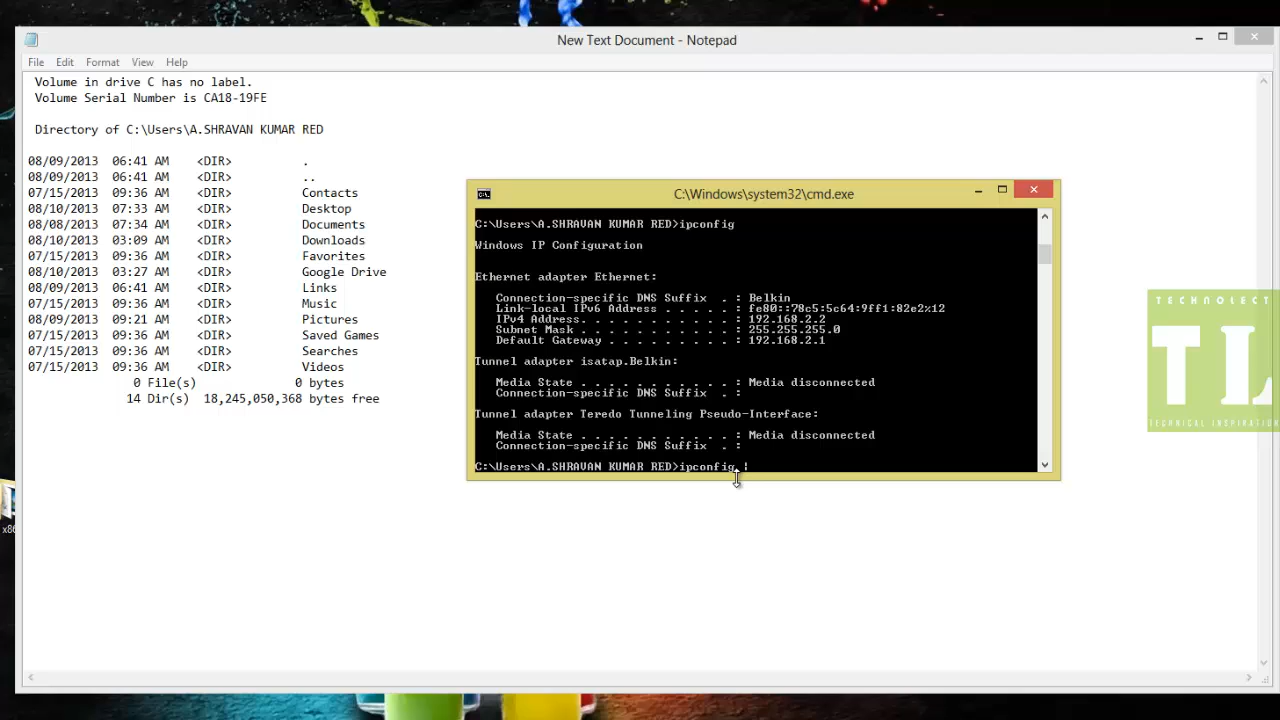 New Text Document - Notepad
File Edit Format View Help
Volume in drive C has no label.
Volume Serial Number is CA18-19FE
Directory of C:\Users\A.SHRAVAN KUMAR RED
08/09/2013 06:41 AM <DIR> .
08/09/2013 06:41 AM <DIR> ..
07/15/2013 09:36 AM <DIR> Contacts
08/10/2013 07:33 AM <DIR> Desktop
08/08/2013 07:34 AM <DIR> Documents
08/10/2013 03:09 AM <DIR> Downloads
07/15/2013 09:36 AM <DIR> Favorites
08/10/2013 03:27 AM <DIR> Google Drive
07/15/2013 09:36 AM <DIR> Links
07/15/2013 09:36 AM <DIR> Music
08/09/2013 09:21 AM <DIR> Pictures
07/15/2013 09:36 AM <DIR> Saved Games
07/15/2013 09:36 AM <DIR> Searches
07/15/2013 09:36 AM <DIR> Videos
0 File(s) 0 bytes
14 Dir(s) 18,245,050,368 bytes free
C:\Windows\system32\cmd.exe
C:\Users\A.SHRAVAN KUMAR RED>ipconfig
Windows IP Configuration
Ethernet adapter Ethernet:
Connection-specific DNS Suffix . : Belkin
Link-local IPv6 Address . . . . . : fe80::78c5:5c64:9ff1:82e2%12
IPv4 Address. . . . . . . . . . . : 192.168.2.2
Subnet Mask . . . . . . . . . . . : 255.255.255.0
Default Gateway . . . . . . . . . : 192.168.2.1
Tunnel adapter isatap.Belkin:
Media State . . . . . . . . . . . : Media disconnected
Connection-specific DNS Suffix . :
Tunnel adapter Teredo Tunneling Pseudo-Interface:
Media State . . . . . . . . . . . : Media disconnected
Connection-specific DNS Suffix . :
C:\Users\A.SHRAVAN KUMAR RED>ipconfig |
TECHNOLECT
TL
TECHNICAL INSPIRATI
x86